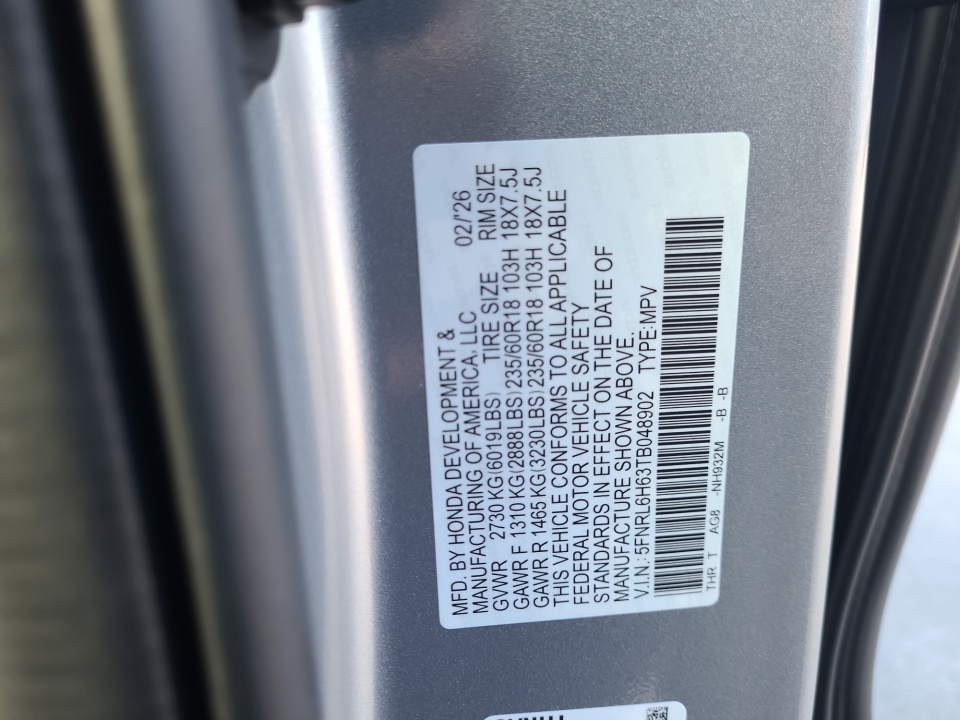 MFD. BY HONDA DEVELOPMENT &
MANUFACTURING OF AMERICA, LLC 02/'26
GVWR 2730 KG(6019LBS) TIRE SIZE RIM SIZE
GAWR F 1310 KG(2888LBS)235/60R18 103H 18X7.5J
GAWR R 1465 KG(3230LBS)235/60R18 103H 18X7.5J
THIS VEHICLE CONFORMS TO ALL APPLICABLE
FEDERAL MOTOR VEHICLE SAFETY
STANDARDS IN EFFECT ON THE DATE OF
MANUFACTURE SHOWN ABOVE.
V.I.N.:5FNRL6H63TB048902 TYPE:MPV
THR T AG8 -NH932M -B -B